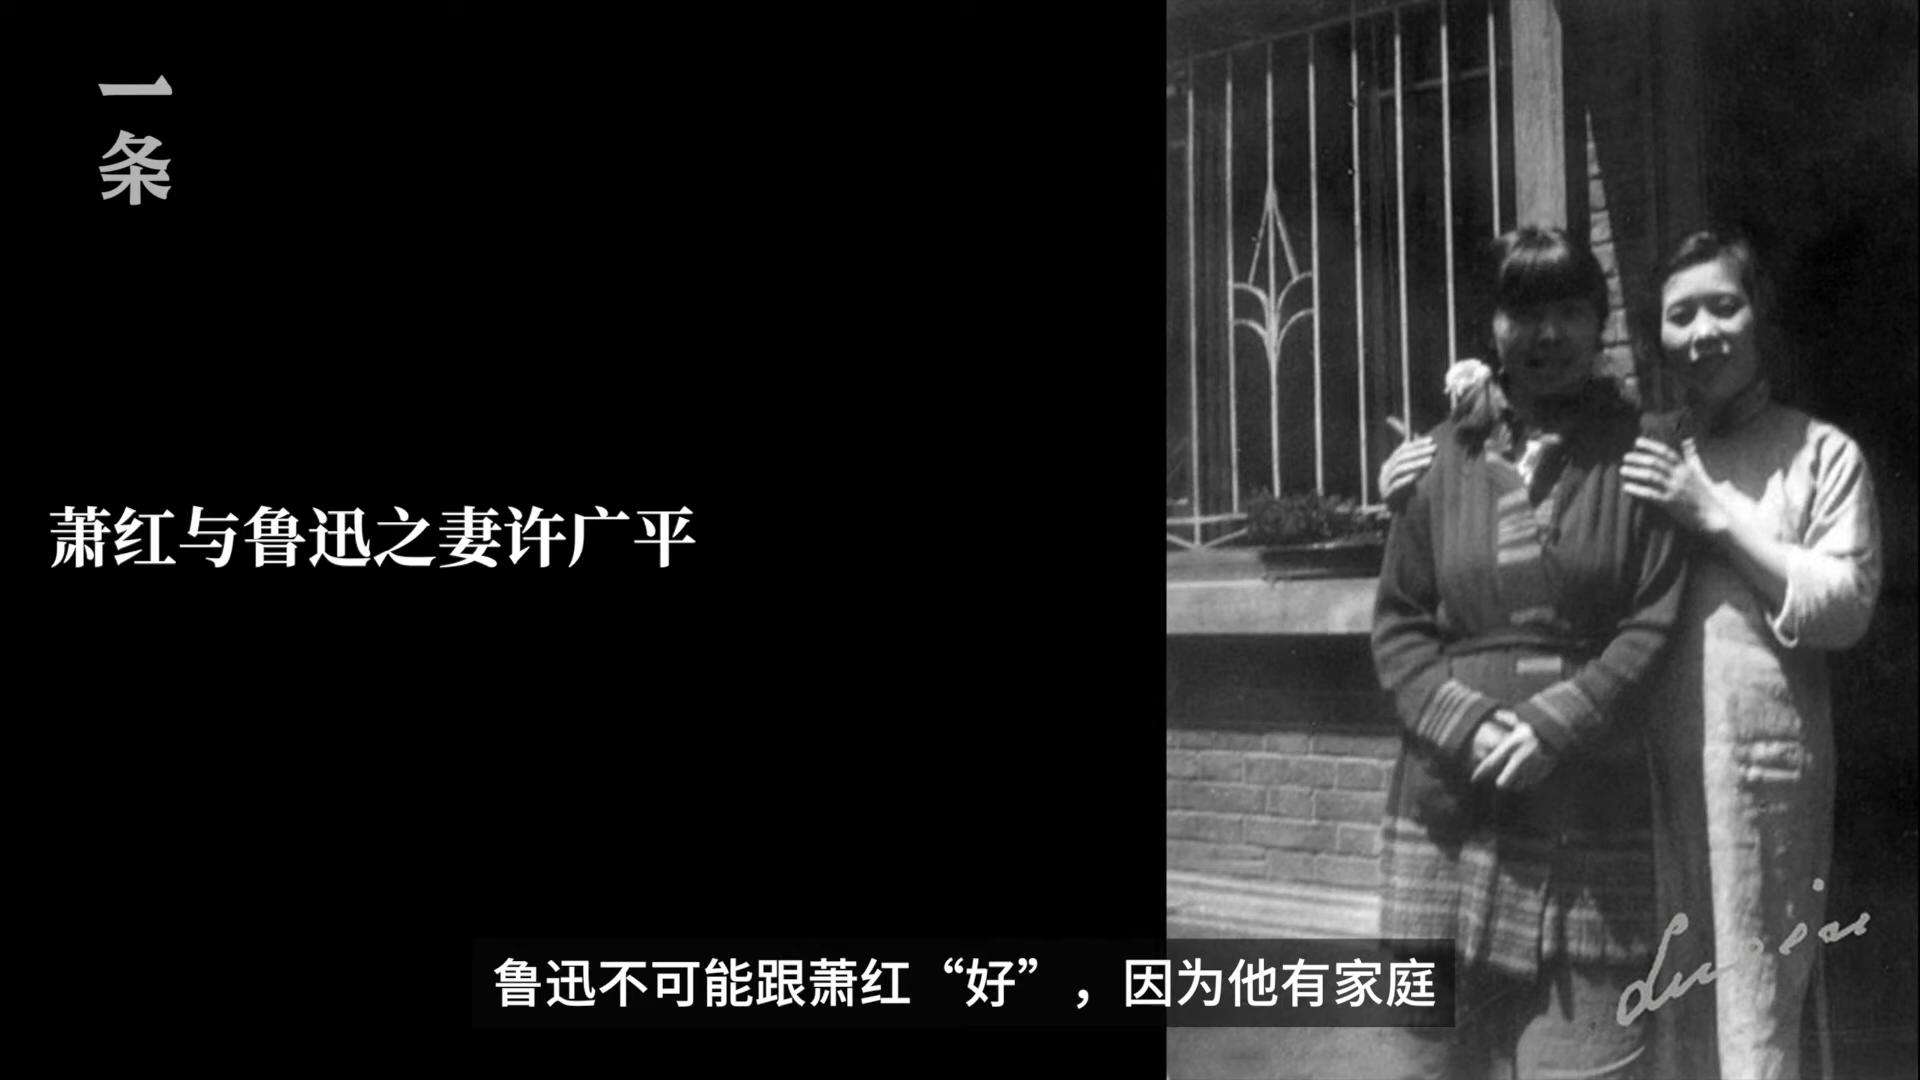 一条
萧红与鲁迅之妻许广平
鲁迅不可能跟萧红“好”，因为他有家庭